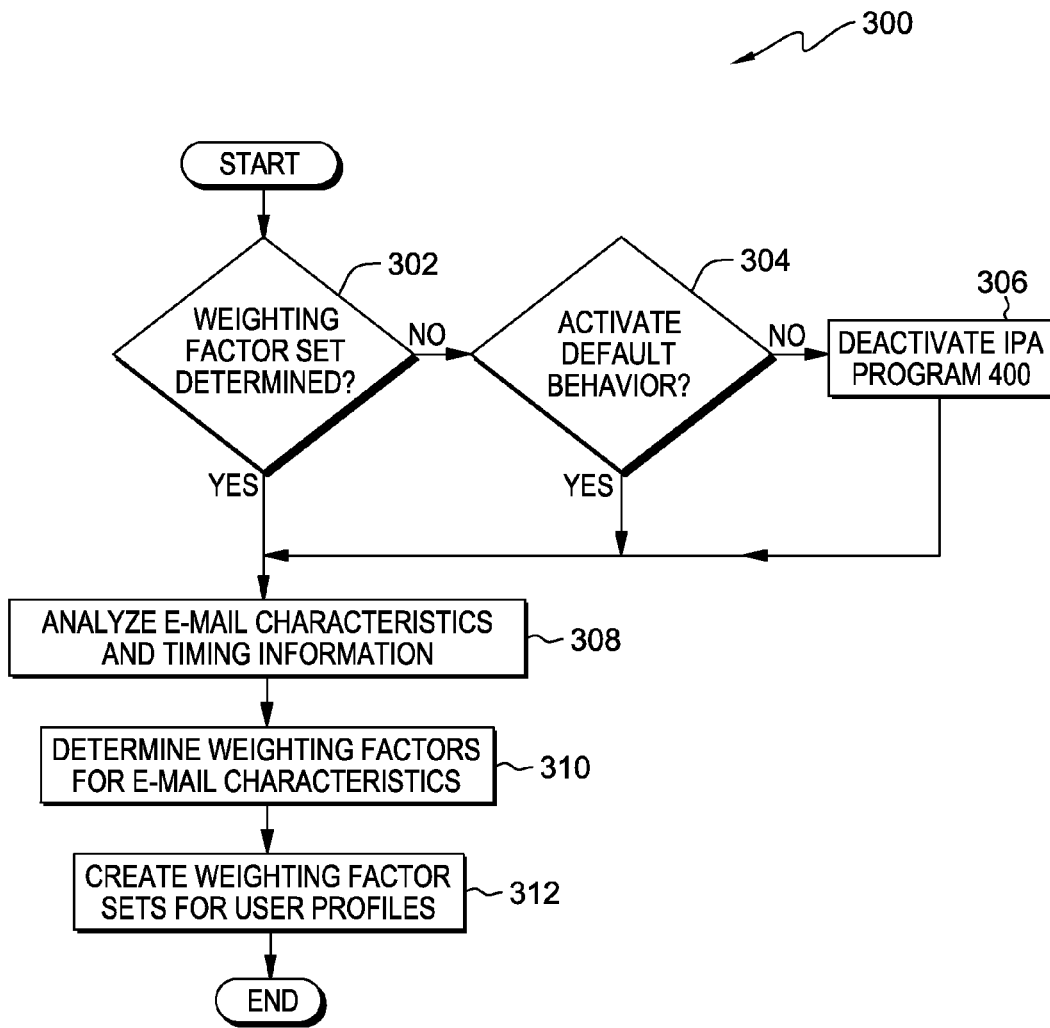 300
START
302
WEIGHTING
FACTOR SET
DETERMINED?
NO
YES
304
ACTIVATE
DEFAULT
BEHAVIOR?
NO
YES
306
DEACTIVATE IPA
PROGRAM 400
ANALYZE E-MAIL CHARACTERISTICS
AND TIMING INFORMATION
308
DETERMINE WEIGHTING FACTORS
FOR E-MAIL CHARACTERISTICS
310
CREATE WEIGHTING FACTOR
SETS FOR USER PROFILES
312
END